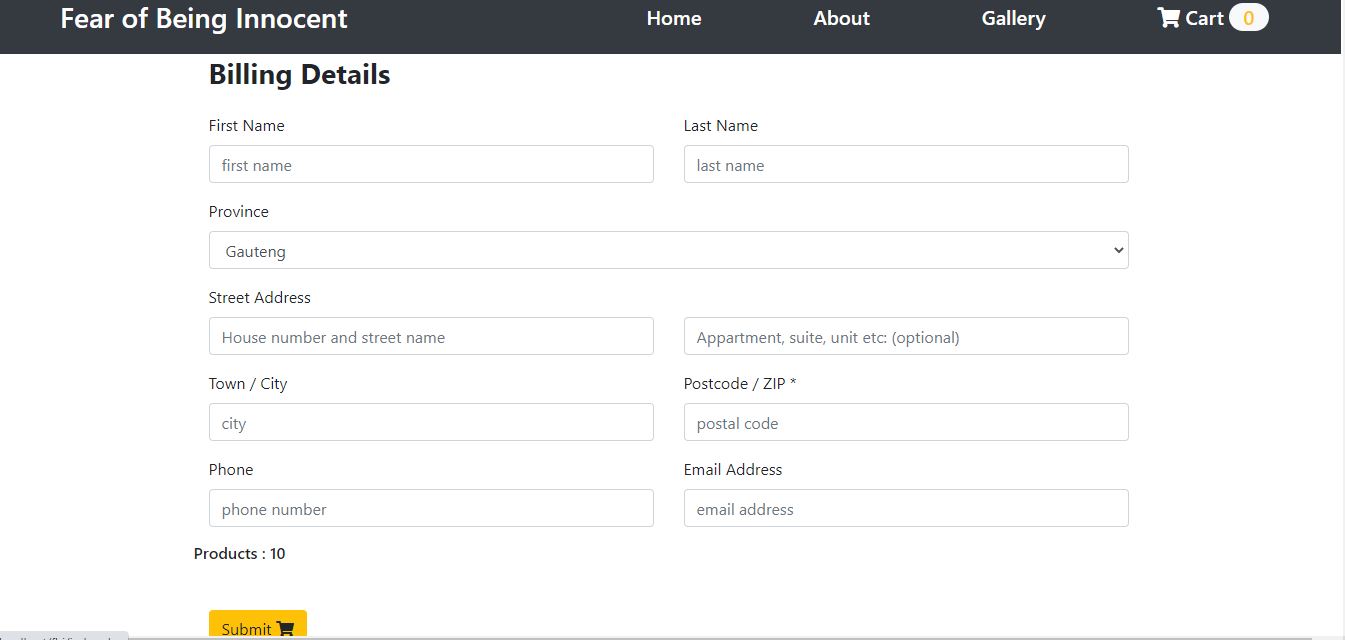 Fear of Being Innocent Home About Gallery Cart 0
Billing Details
First Name Last Name
first name last name
Province
Gauteng
Street Address
House number and street name Appartment, suite, unit etc: (optional)
Town / City Postcode / ZIP *
city postal code
Phone Email Address
phone number email address
Products : 10
Submit